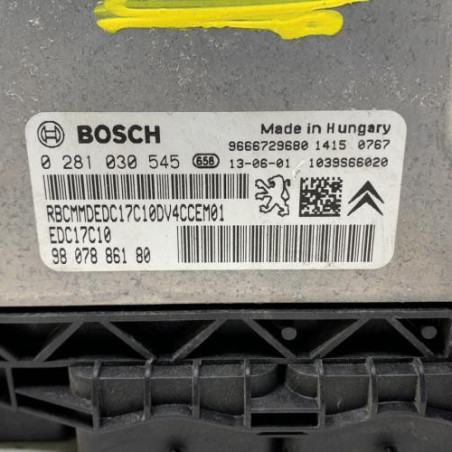 BOSCH
Made in Hungary
9666729680 1415 0767
0 281 030 545 656 13-06-01 1039S66020
RBCMMDEDC17C10DV4CCEM01
EDC17C10
98 078 861 80